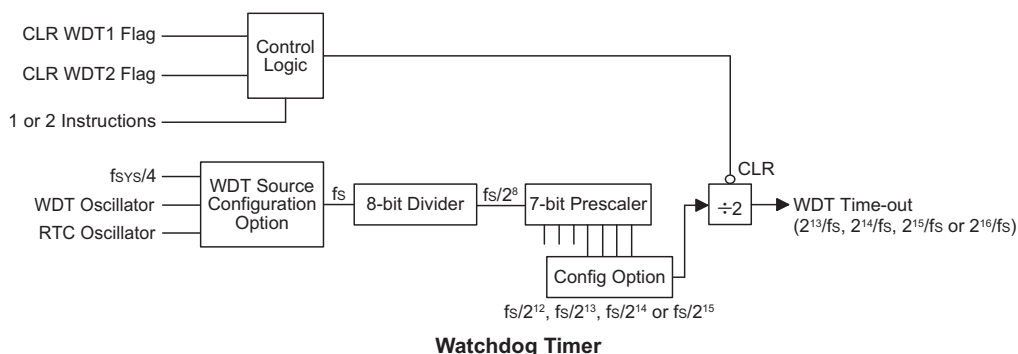 CLR WDT1 Flag
CLR WDT2 Flag
1 or 2 Instructions
Control
Logic
fSYS/4
WDT Oscillator
RTC Oscillator
WDT Source
Configuration
Option
fS
8-bit Divider
fS/2⁸
7-bit Prescaler
CLR
÷2
WDT Time-out
(2¹³/fS, 2¹⁴/fS, 2¹⁵/fS or 2¹⁶/fS)
Config Option
fS/2¹², fS/2¹³, fS/2¹⁴ or fS/2¹⁵
Watchdog Timer